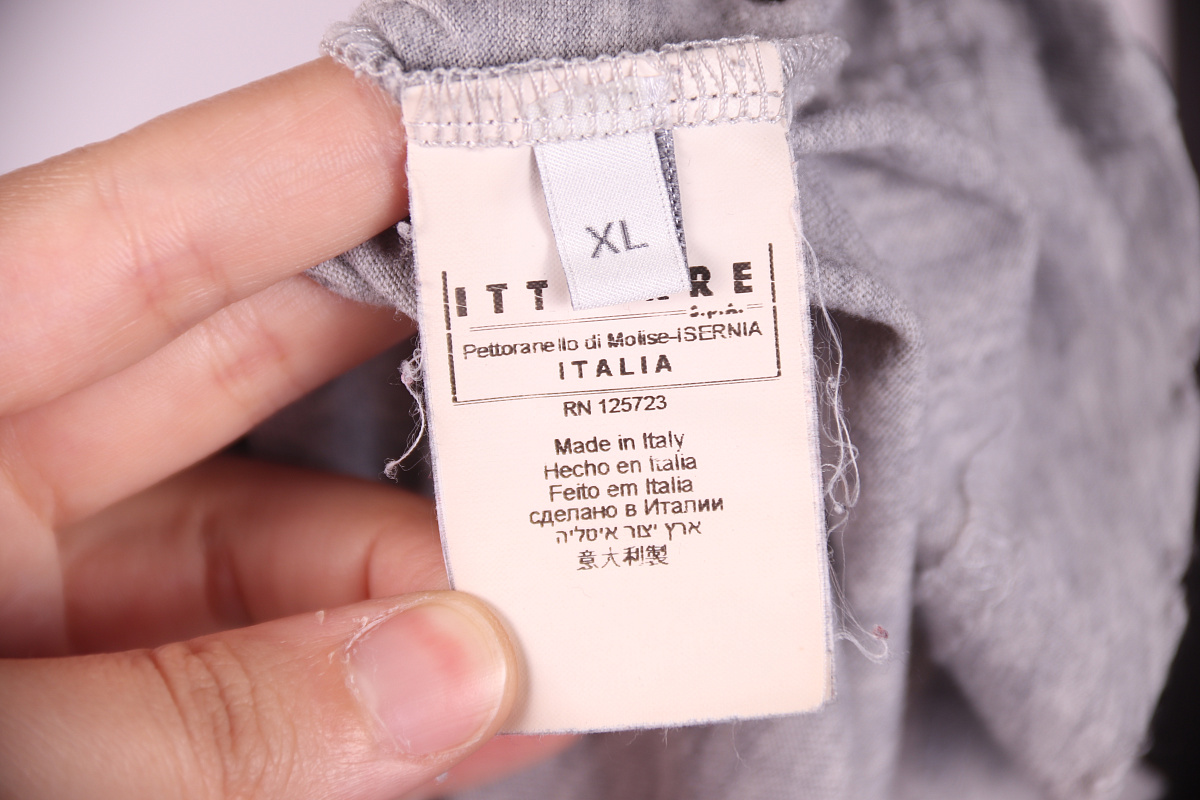 XL
ITT RE
S.p.A.
Pettoranello di Molise-iSERNIA
ITALIA
RN 125723
Made in Italy
Hecho en Italia
Feito em Italia
сделано в Италии
ארץ יצור איטליה
意大利製